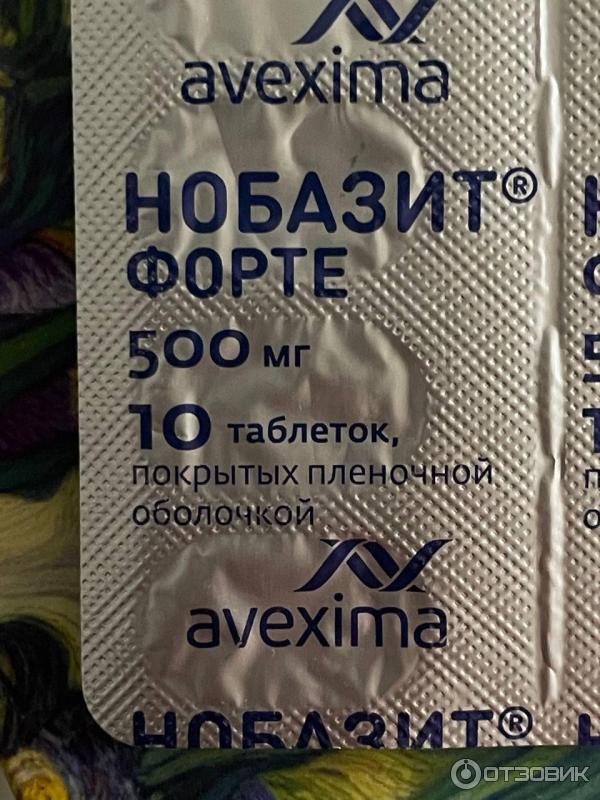 avexima
НОБАЗИТ®
ФОРТЕ
500 мг
10 таблеток,
покрытых пленочной
оболочкой
avexima
НОБАЗИТ®
ОТЗОВИК